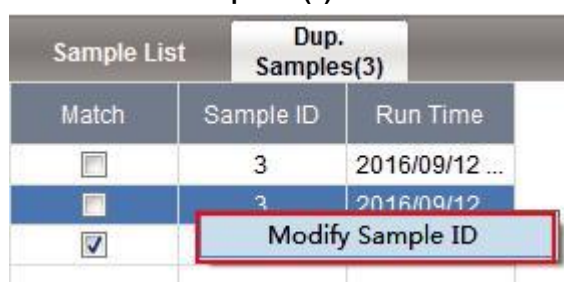 Sample List
Dup.
Samples(3)
Match Sample ID Run Time
3 2016/09/12 ...
3 2016/09/12
Modify Sample ID